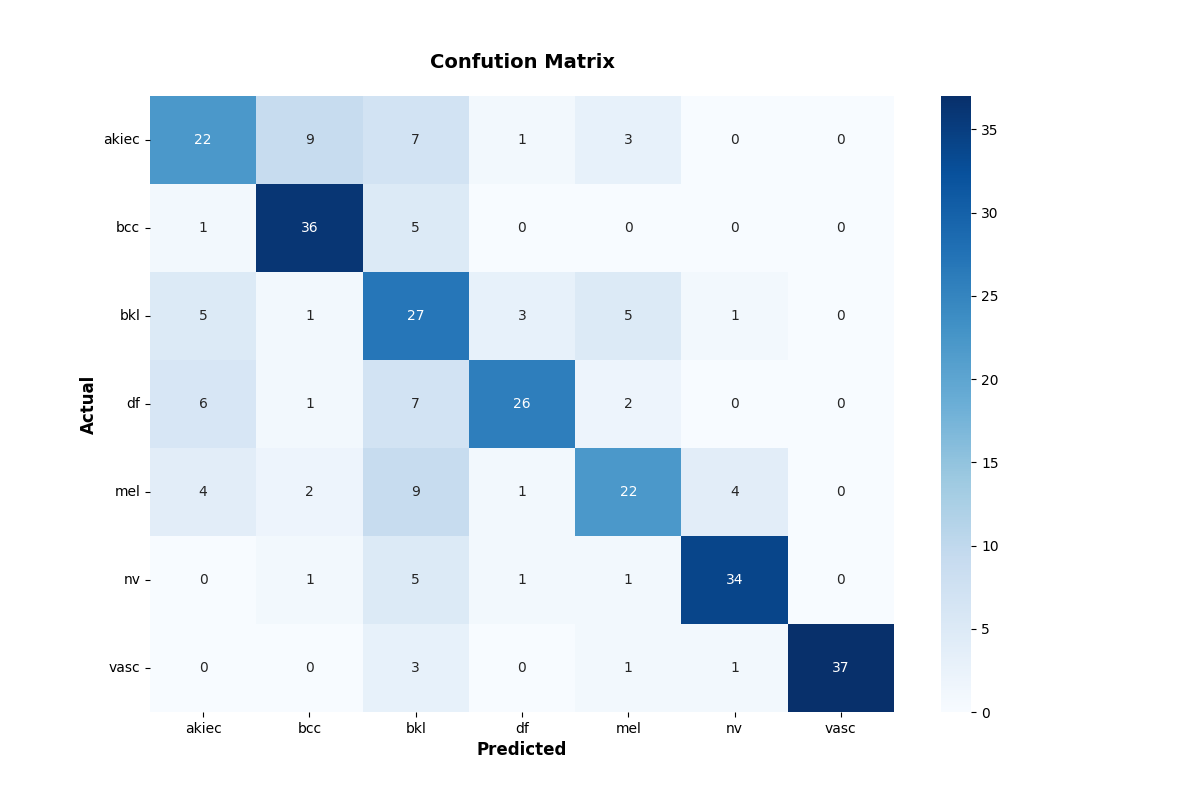 Confution Matrix
akiec 22 9 7 1 3 0 0
bcc 1 36 5 0 0 0 0
bkl 5 1 27 3 5 1 0
df 6 1 7 26 2 0 0
mel 4 2 9 1 22 4 0
nv 0 1 5 1 1 34 0
vasc 0 0 3 0 1 1 37
akiec bcc bkl df mel nv vasc
Predicted
Actual
35
30
25
20
15
10
5
0